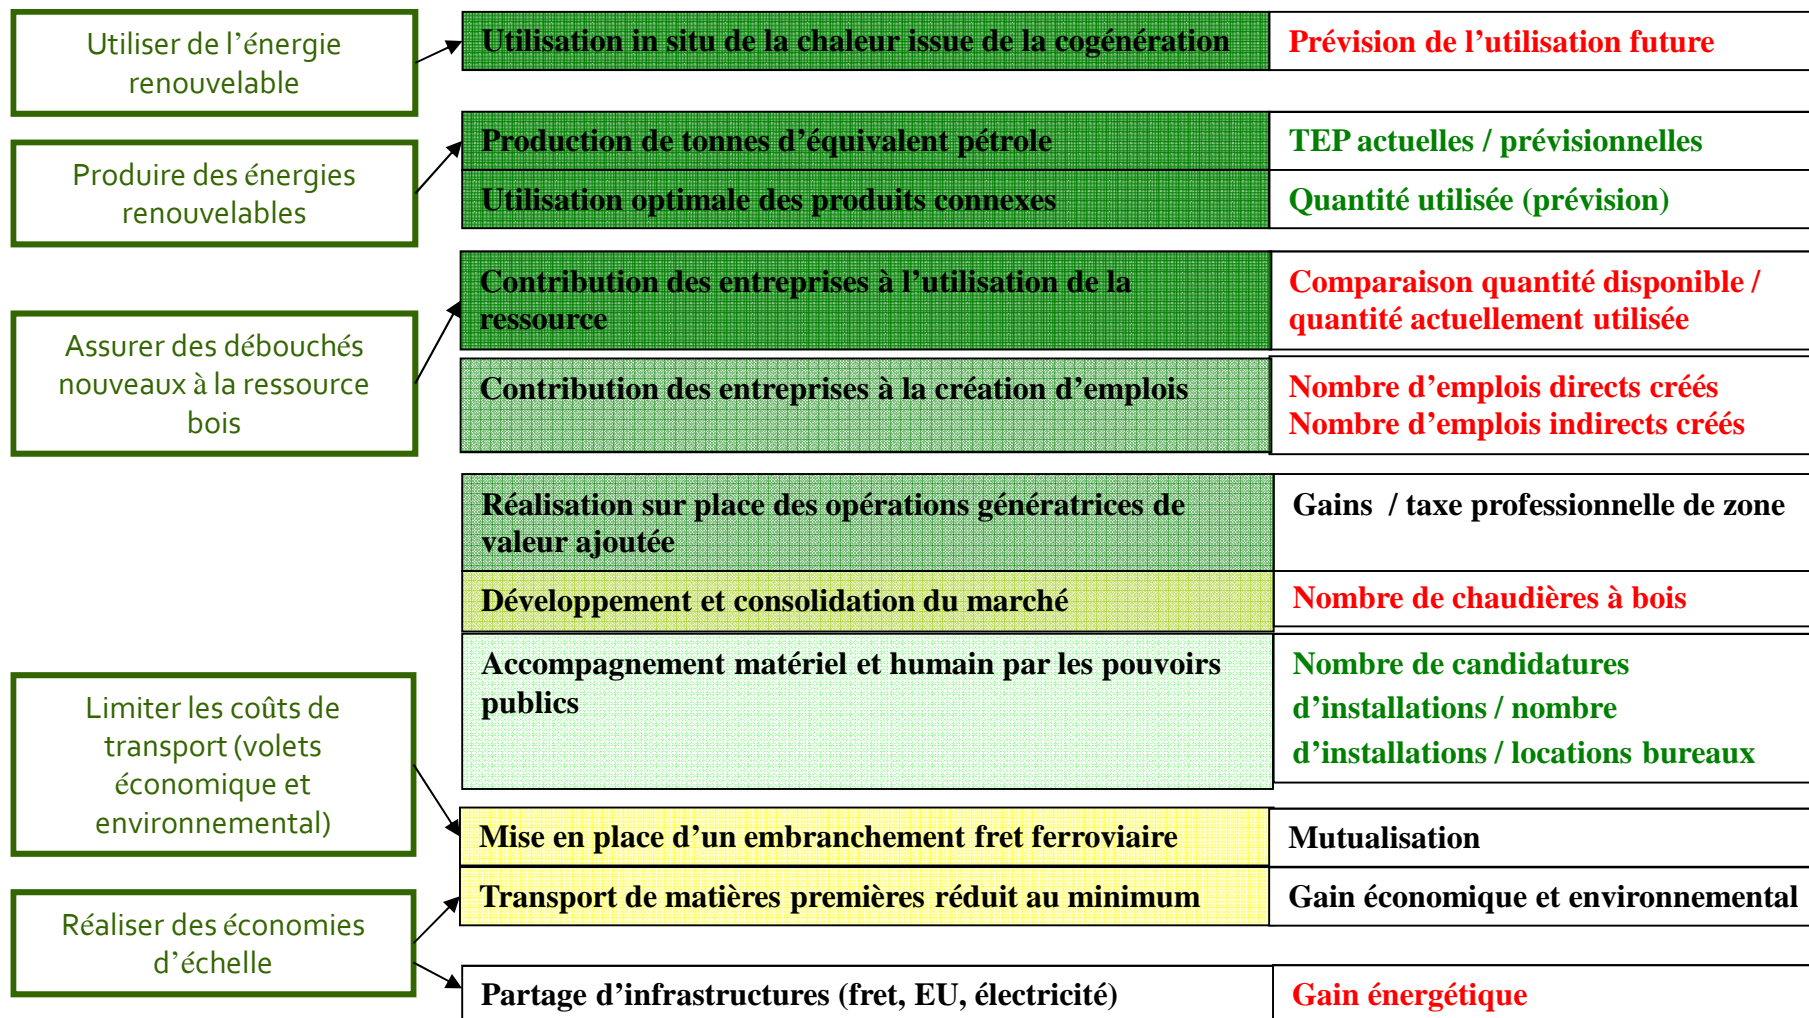 Utiliser de l’énergie
renouvelable
Utilisation in situ de la chaleur issue de la cogénération
Prévision de l’utilisation future
Produire des énergies
renouvelables
Production de tonnes d’équivalent pétrole
TEP actuelles / prévisionnelles
Utilisation optimale des produits connexes
Quantité utilisée (prévision)
Assurer des débouchés
nouveaux à la ressource
bois
Contribution des entreprises à l’utilisation de la
ressource
Comparaison quantité disponible /
quantité actuellement utilisée
Contribution des entreprises à la création d’emplois
Nombre d’emplois directs créés
Nombre d’emplois indirects créés
Réalisation sur place des opérations génératrices de
valeur ajoutée
Gains / taxe professionnelle de zone
Développement et consolidation du marché
Nombre de chaudières à bois
Accompagnement matériel et humain par les pouvoirs
publics
Nombre de candidatures
d’installations / nombre
d’installations / locations bureaux
Limiter les coûts de
transport (volets
économique et
environnemental)
Mise en place d’un embranchement fret ferroviaire
Mutualisation
Transport de matières premières réduit au minimum
Gain économique et environnemental
Réaliser des économies
d’échelle
Partage d’infrastructures (fret, EU, électricité)
Gain énergétique